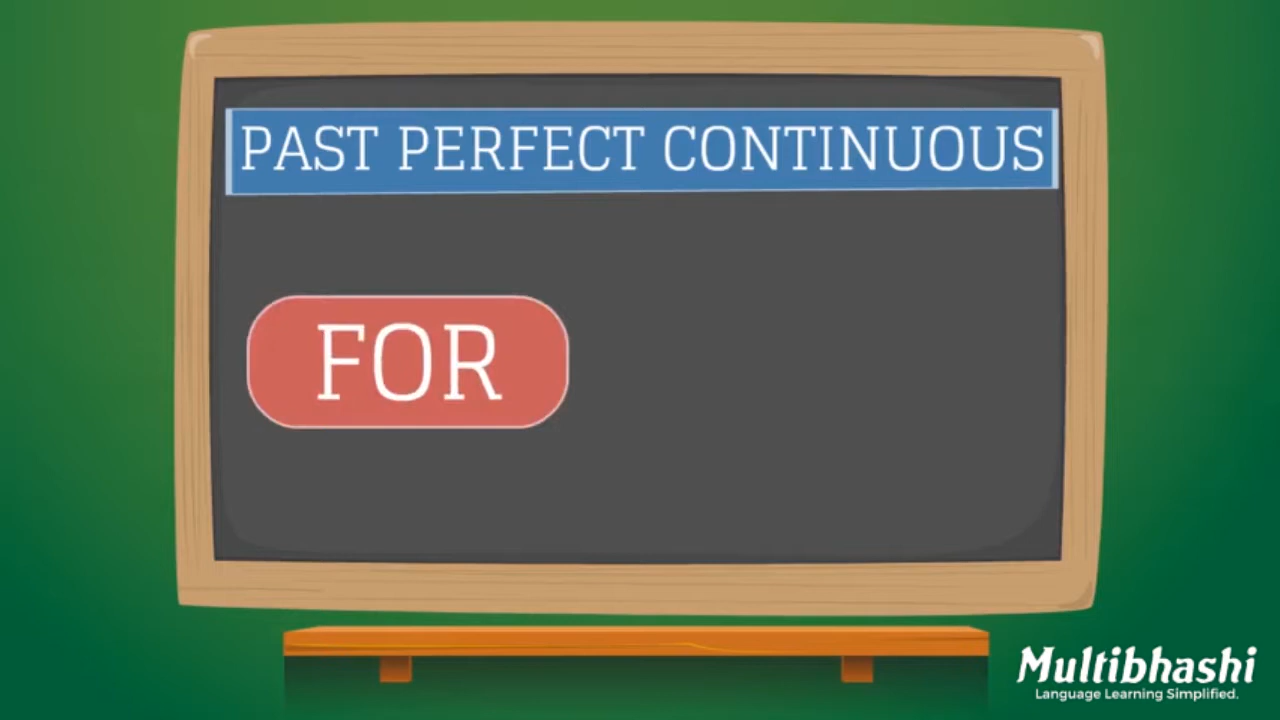 PAST PERFECT CONTINUOUS
FOR
Multibhashi
Language Learning Simplified.